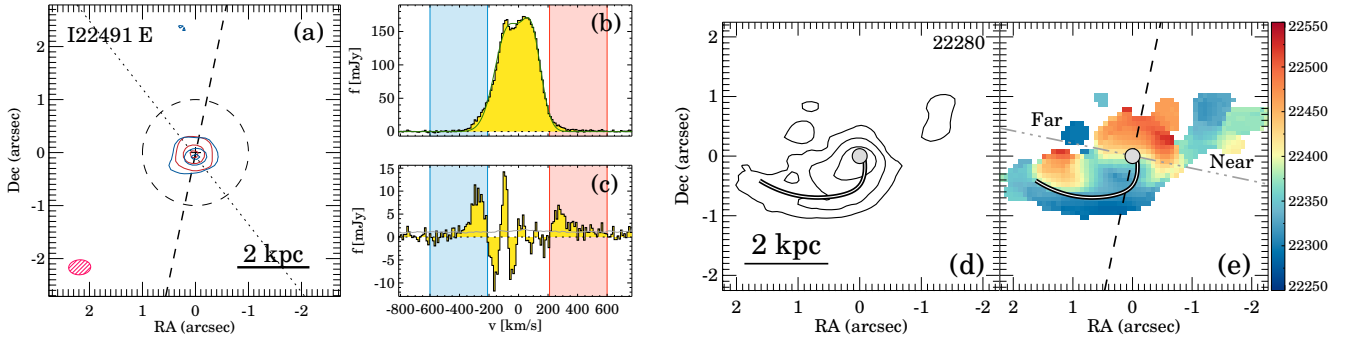 I22491 E
(a)
2
1
0
-1
-2
Dec (arcsec)
2 kpc
2 1 0 -1 -2
RA (arcsec)
(b)
150
100
50
0
f [mJy]
(c)
15
10
5
0
-5
-10
f [mJy]
-800 -600 -400 -200 0 200 400 600
v [km/s]
22280
2
1
0
-1
-2
Dec (arcsec)
2 kpc
(d)
2 1 0 -1 -2
RA (arcsec)
Far
Near
(e)
2 1 0 -1 -2
RA (arcsec)
22550
22500
22450
22400
22350
22300
22250